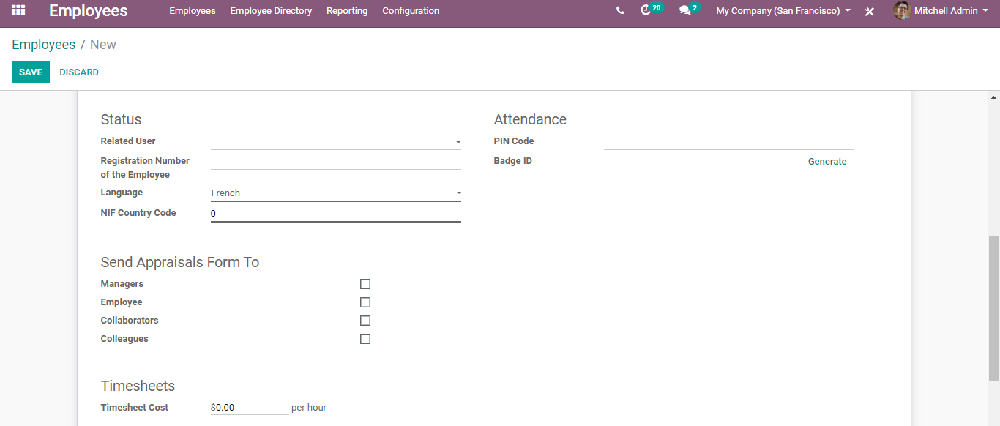 Employees Employees Employee Directory Reporting Configuration 20 2 My Company (San Francisco) Mitchell Admin
Employees / New
SAVE DISCARD
Status
Related User
Registration Number
of the Employee
Language French
NIF Country Code 0
Attendance
PIN Code
Badge ID Generate
Send Appraisals Form To
Managers
Employee
Collaborators
Colleagues
Timesheets
Timesheet Cost $0.00 per hour